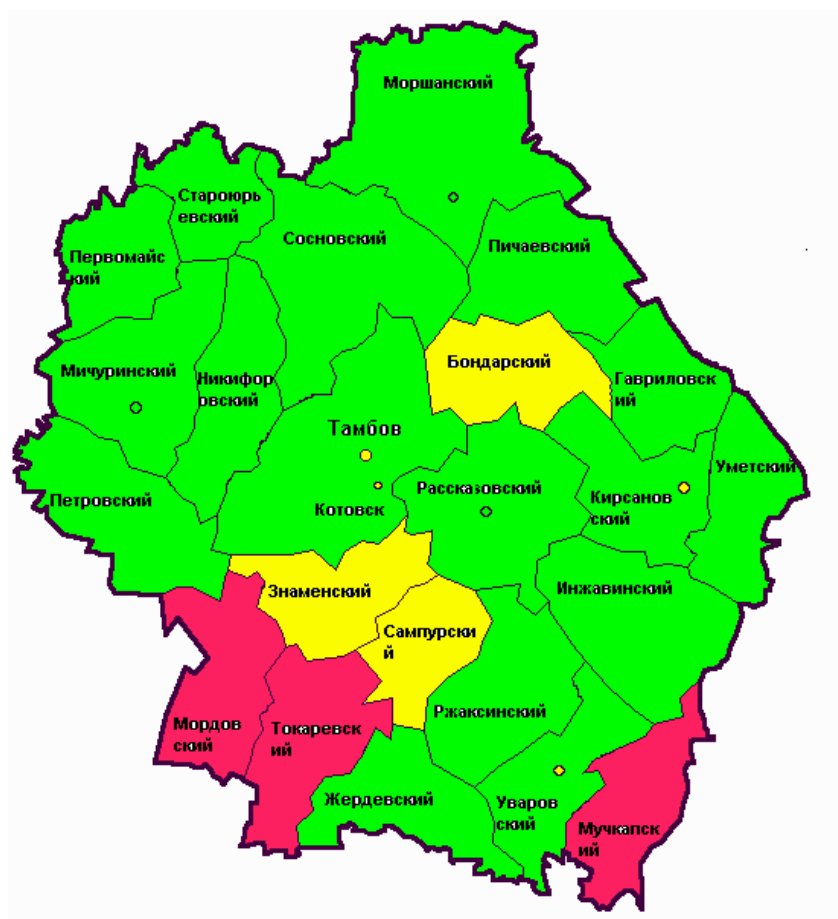 Моршанский
Староюрь
евский
Сосновский
Пичаевский
Первомайс
кий
Мичуринский
Никифор
овский
Бондарский
Гавриловск
ий
Тамбов
Уметский
Петровский
Котовск
Рассказовский
Кирсанов
ский
Знаменский
Инжавинский
Сампурски
й
Мордов
ский
Токаревск
ий
Ржаксинский
Жердевский
Уваров
ский
Мучкапск
ий